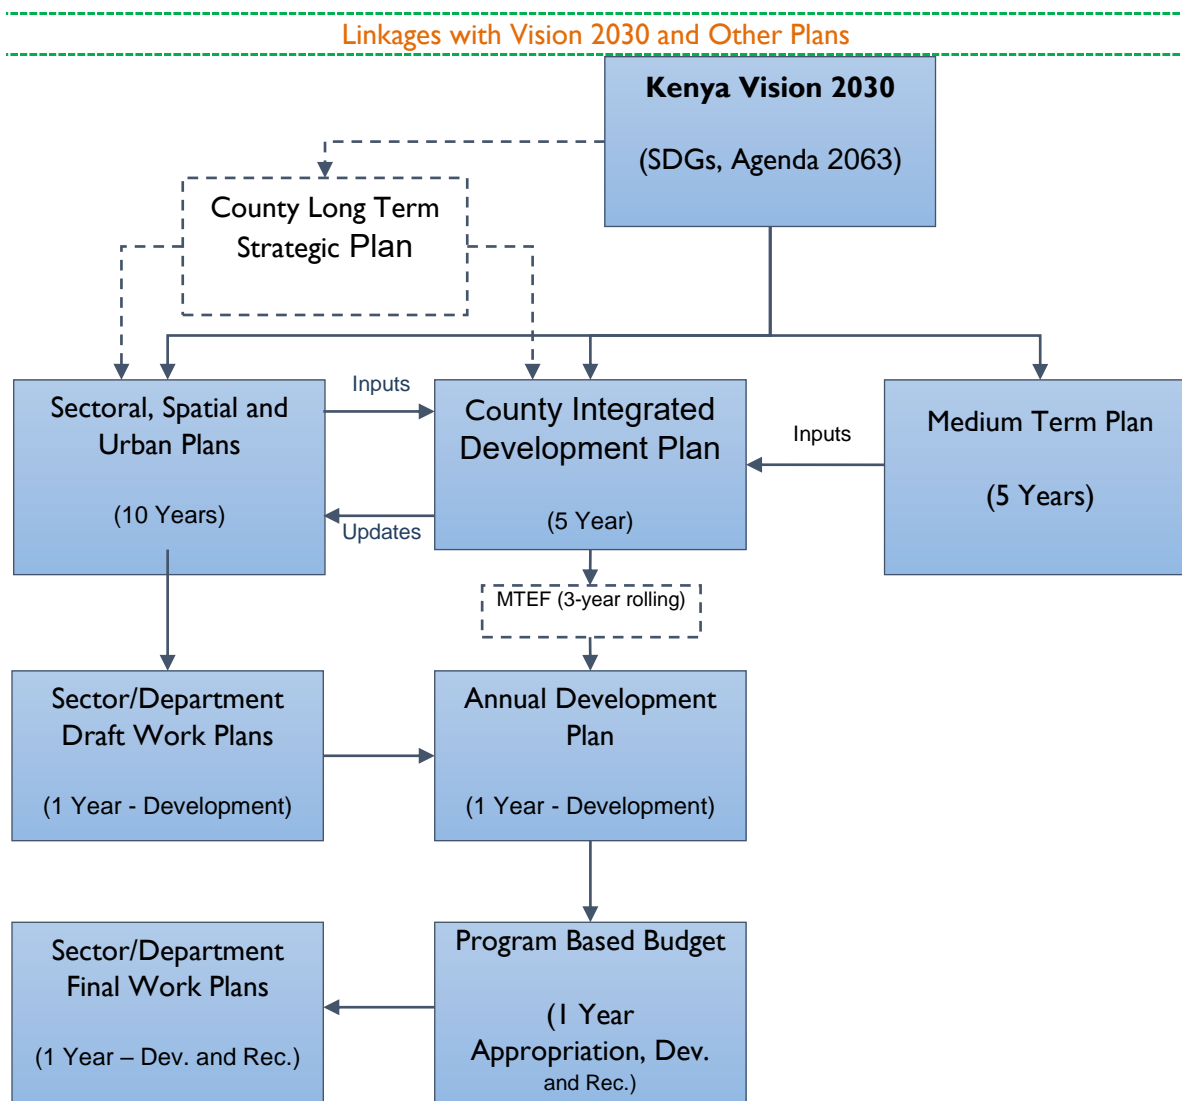 Linkages with Vision 2030 and Other Plans
Kenya Vision 2030
(SDGs, Agenda 2063)
County Long Term
Strategic Plan
Sectoral, Spatial and
Urban Plans
(10 Years)
Inputs
Updates
County Integrated
Development Plan
(5 Year)
Inputs
Medium Term Plan
(5 Years)
MTEF (3-year rolling)
Sector/Department
Draft Work Plans
(1 Year - Development)
Annual Development
Plan
(1 Year - Development)
Sector/Department
Final Work Plans
(1 Year – Dev. and Rec.)
Program Based Budget
(1 Year
Appropriation, Dev.
and Rec.)